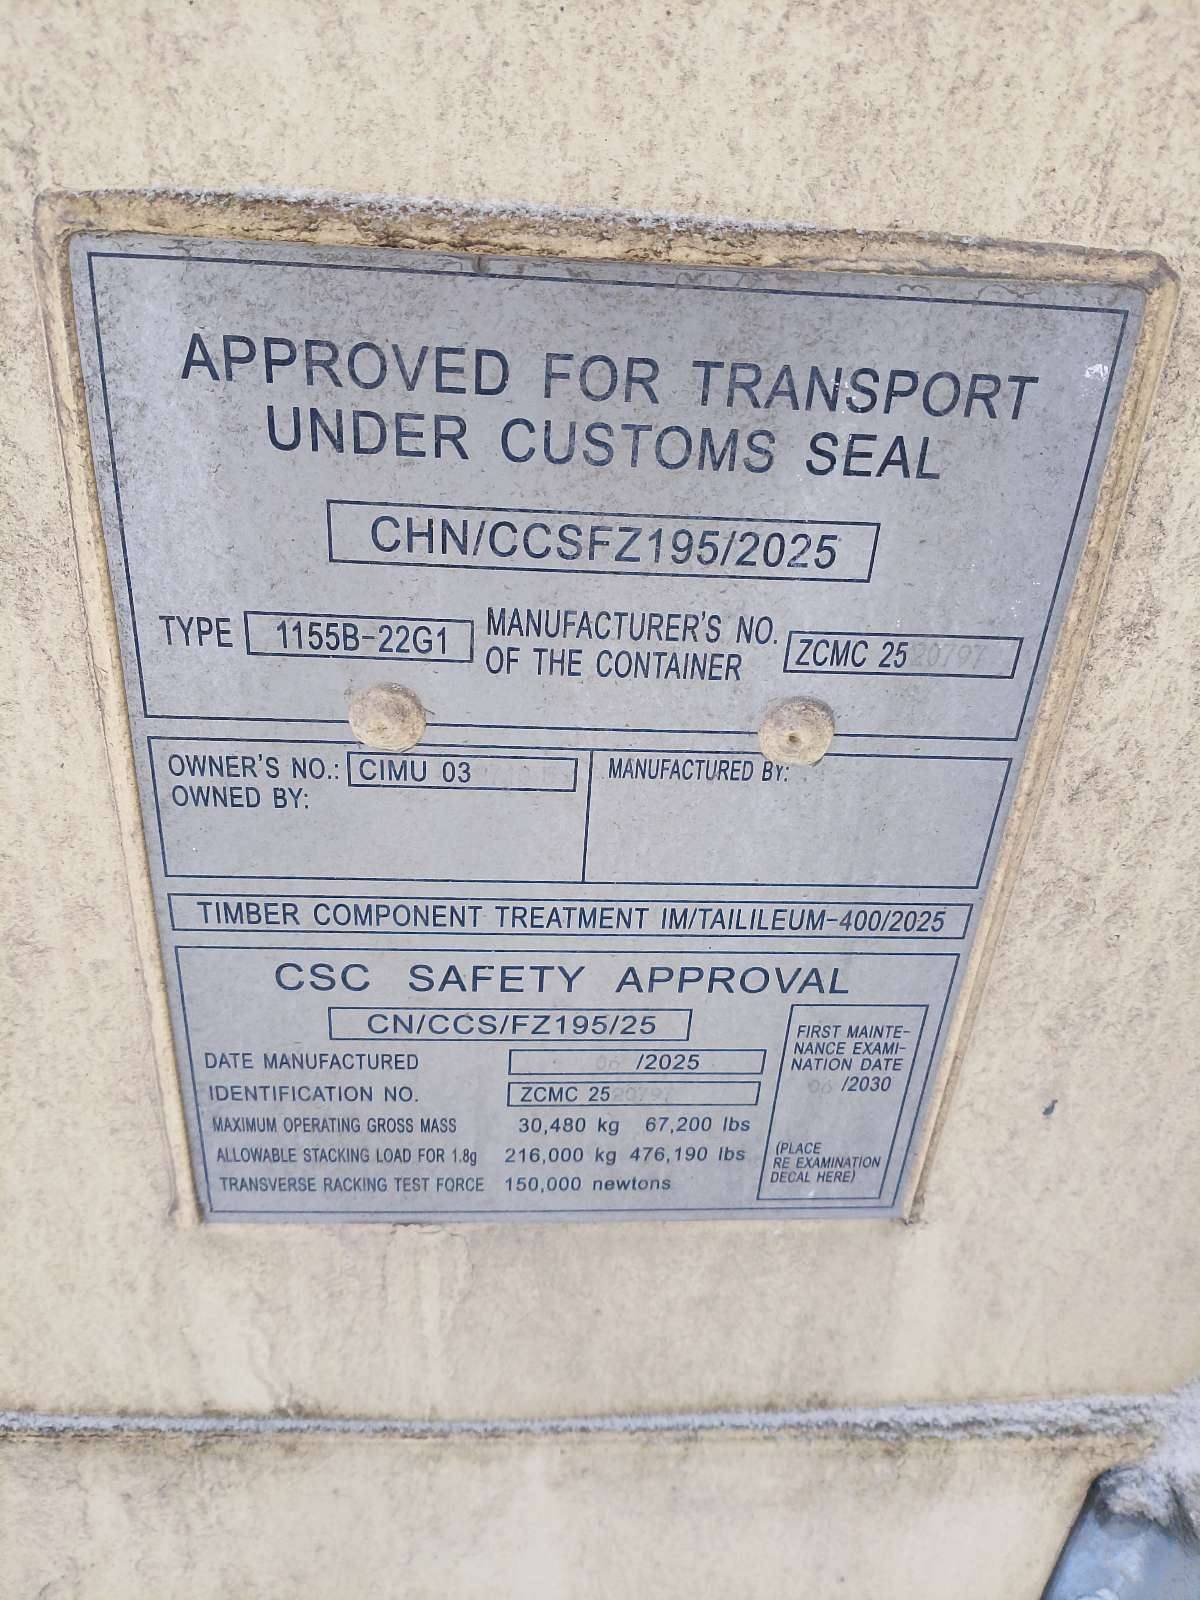 APPROVED FOR TRANSPORT
UNDER CUSTOMS SEAL
CHN/CCSFZ195/2025
TYPE 1155B-22G1 MANUFACTURER'S NO. OF THE CONTAINER ZCMC 25 20797
OWNER'S NO.: CIMU 03
OWNED BY:
MANUFACTURED BY:
TIMBER COMPONENT TREATMENT IM/TAILILEUM-400/2025
CSC SAFETY APPROVAL
CN/CCS/FZ195/25
DATE MANUFACTURED 06 /2025
IDENTIFICATION NO. ZCMC 25 20797
MAXIMUM OPERATING GROSS MASS 30,480 kg 67,200 lbs
ALLOWABLE STACKING LOAD FOR 1.8g 216,000 kg 476,190 lbs
TRANSVERSE RACKING TEST FORCE 150,000 newtons
FIRST MAINTE-
NANCE EXAMI-
NATION DATE
06 /2030
(PLACE
RE EXAMINATION
DECAL HERE)